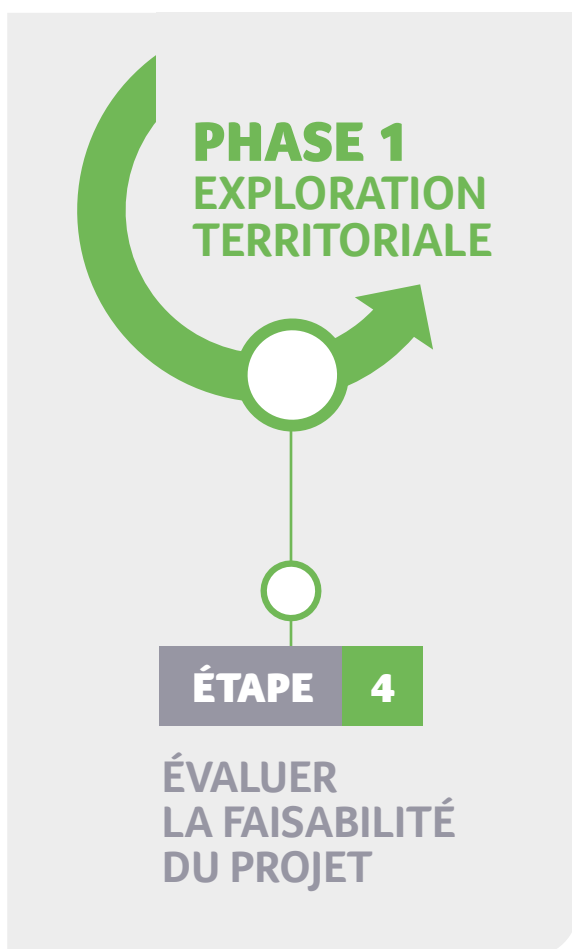 PHASE 1
EXPLORATION
TERRITORIALE
ÉTAPE 4
ÉVALUER
LA FAISABILITÉ
DU PROJET